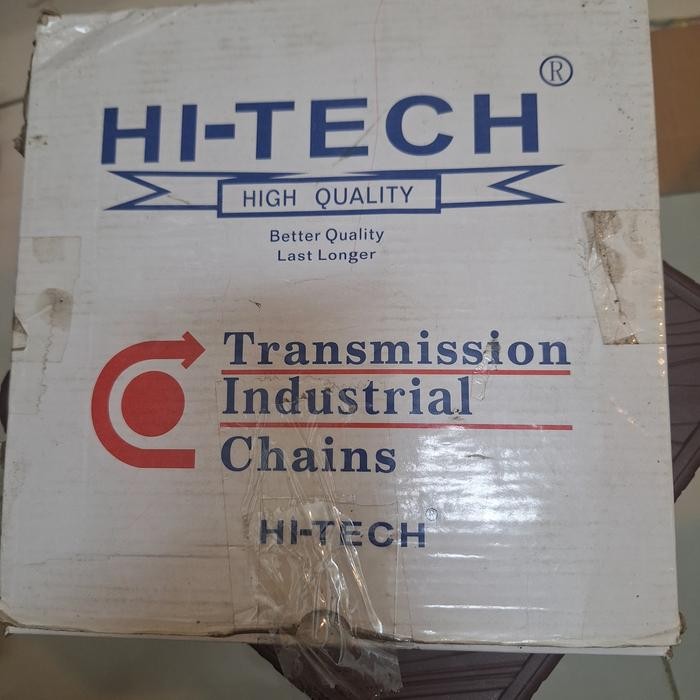 HI-TECH®
HIGH QUALITY
Better Quality
Last Longer
Transmission
Industrial
Chains
HI-TECH®